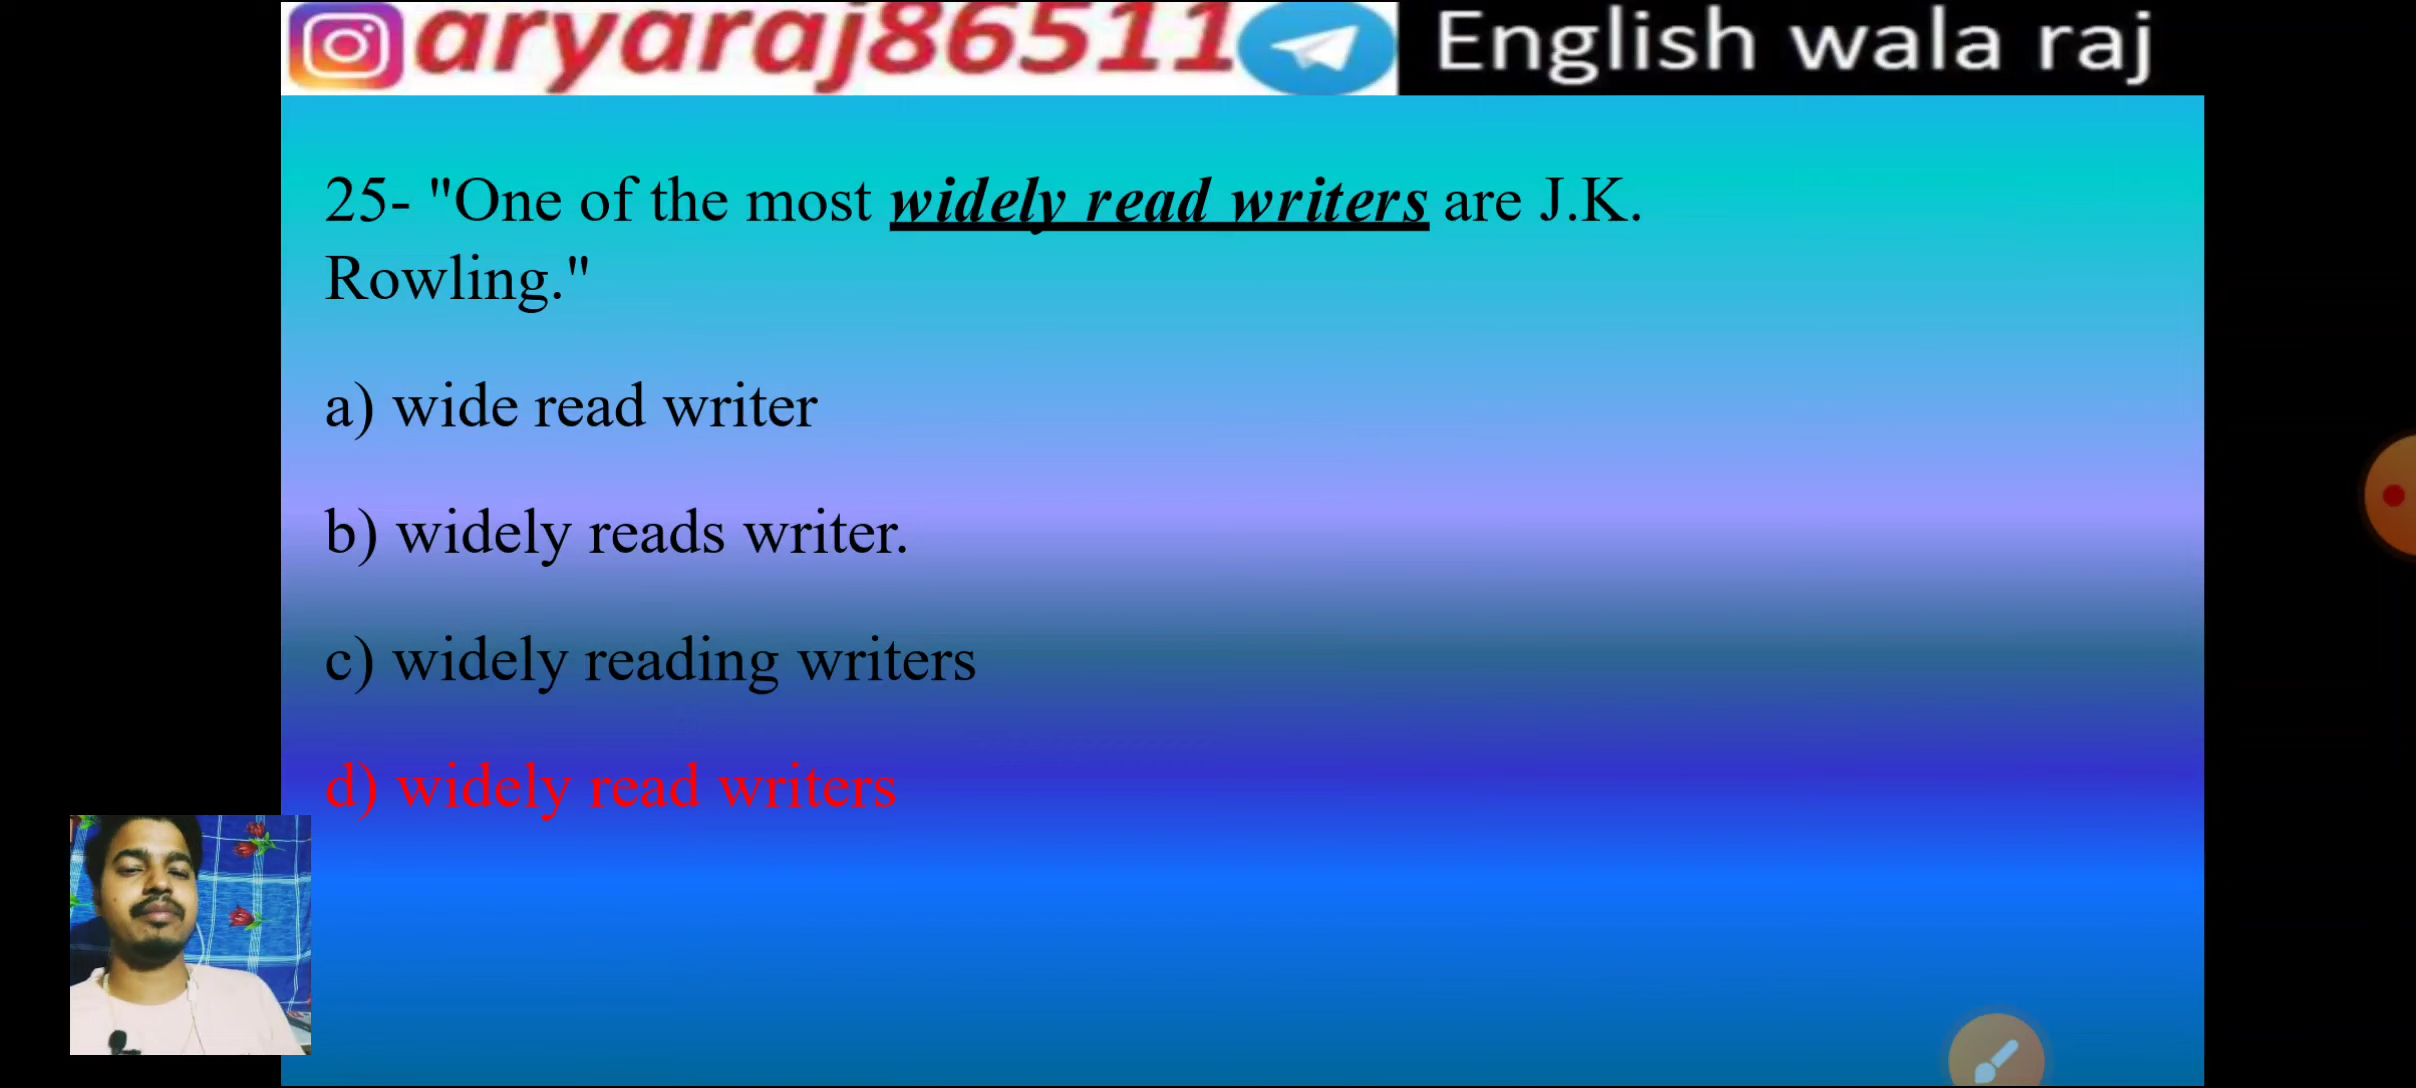 aryaraj86511 English wala raj
25- "One of the most widely read writers are J.K.
Rowling."
a) wide read writer
b) widely reads writer.
c) widely reading writers
d) widely read writers